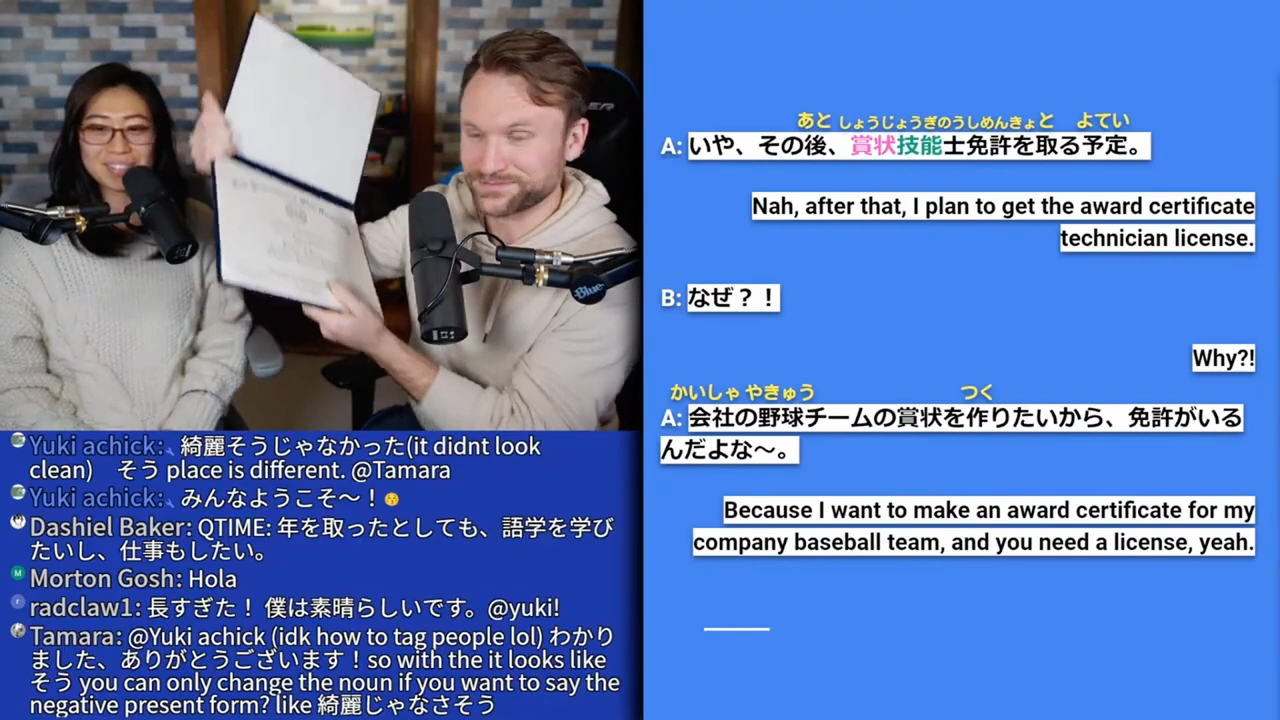 あと しょうじょうぎのうしめんきょと よてい
A: いや、その後、賞状技能士免許を取る予定。
Nah, after that, I plan to get the award certificate
technician license.
B: なぜ？！
Why?!
かいしゃ やきゅう つく
A: 会社の野球チームの賞状を作りたいから、免許がいる
んだよな〜。
Because I want to make an award certificate for my
company baseball team, and you need a license, yeah.
Blue
Yuki achick: 綺麗そうじゃなかった(it didnt look
clean) そう place is different. @Tamara
Yuki achick: みんなようこそ〜！😚
Dashiel Baker: QTIME: 年を取ったとしても、語学を学び
たいし、仕事もしたい。
M Morton Gosh: Hola
r radclaw1: 長すぎた！ 僕は素晴らしいです。@yuki!
Tamara: @Yuki achick (idk how to tag people lol) わかり
ました、ありがとうございます！so with the it looks like
そう you can only change the noun if you want to say the
negative present form? like 綺麗じゃなさそう